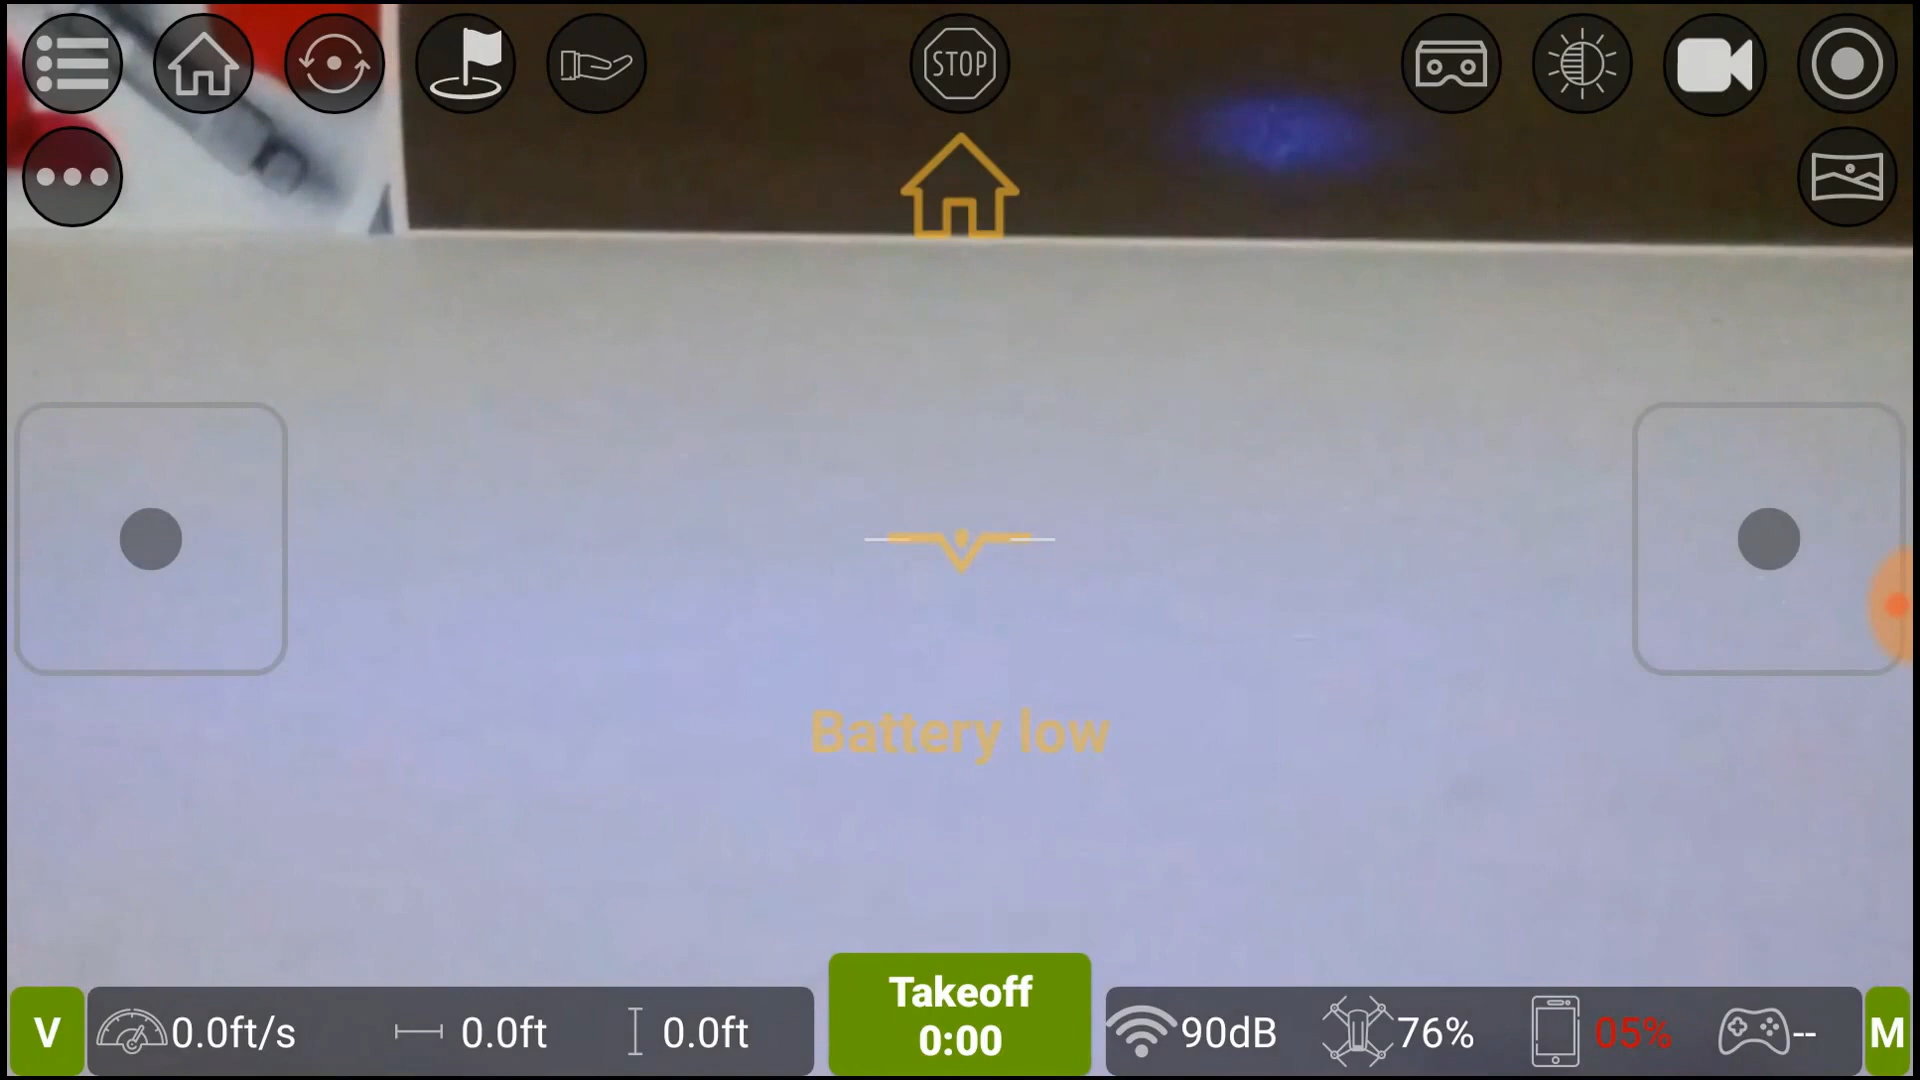 STOP
Battery low
V
0.0ft/s
0.0ft
0.0ft
Takeoff
0:00
90dB
76%
05%
--
M